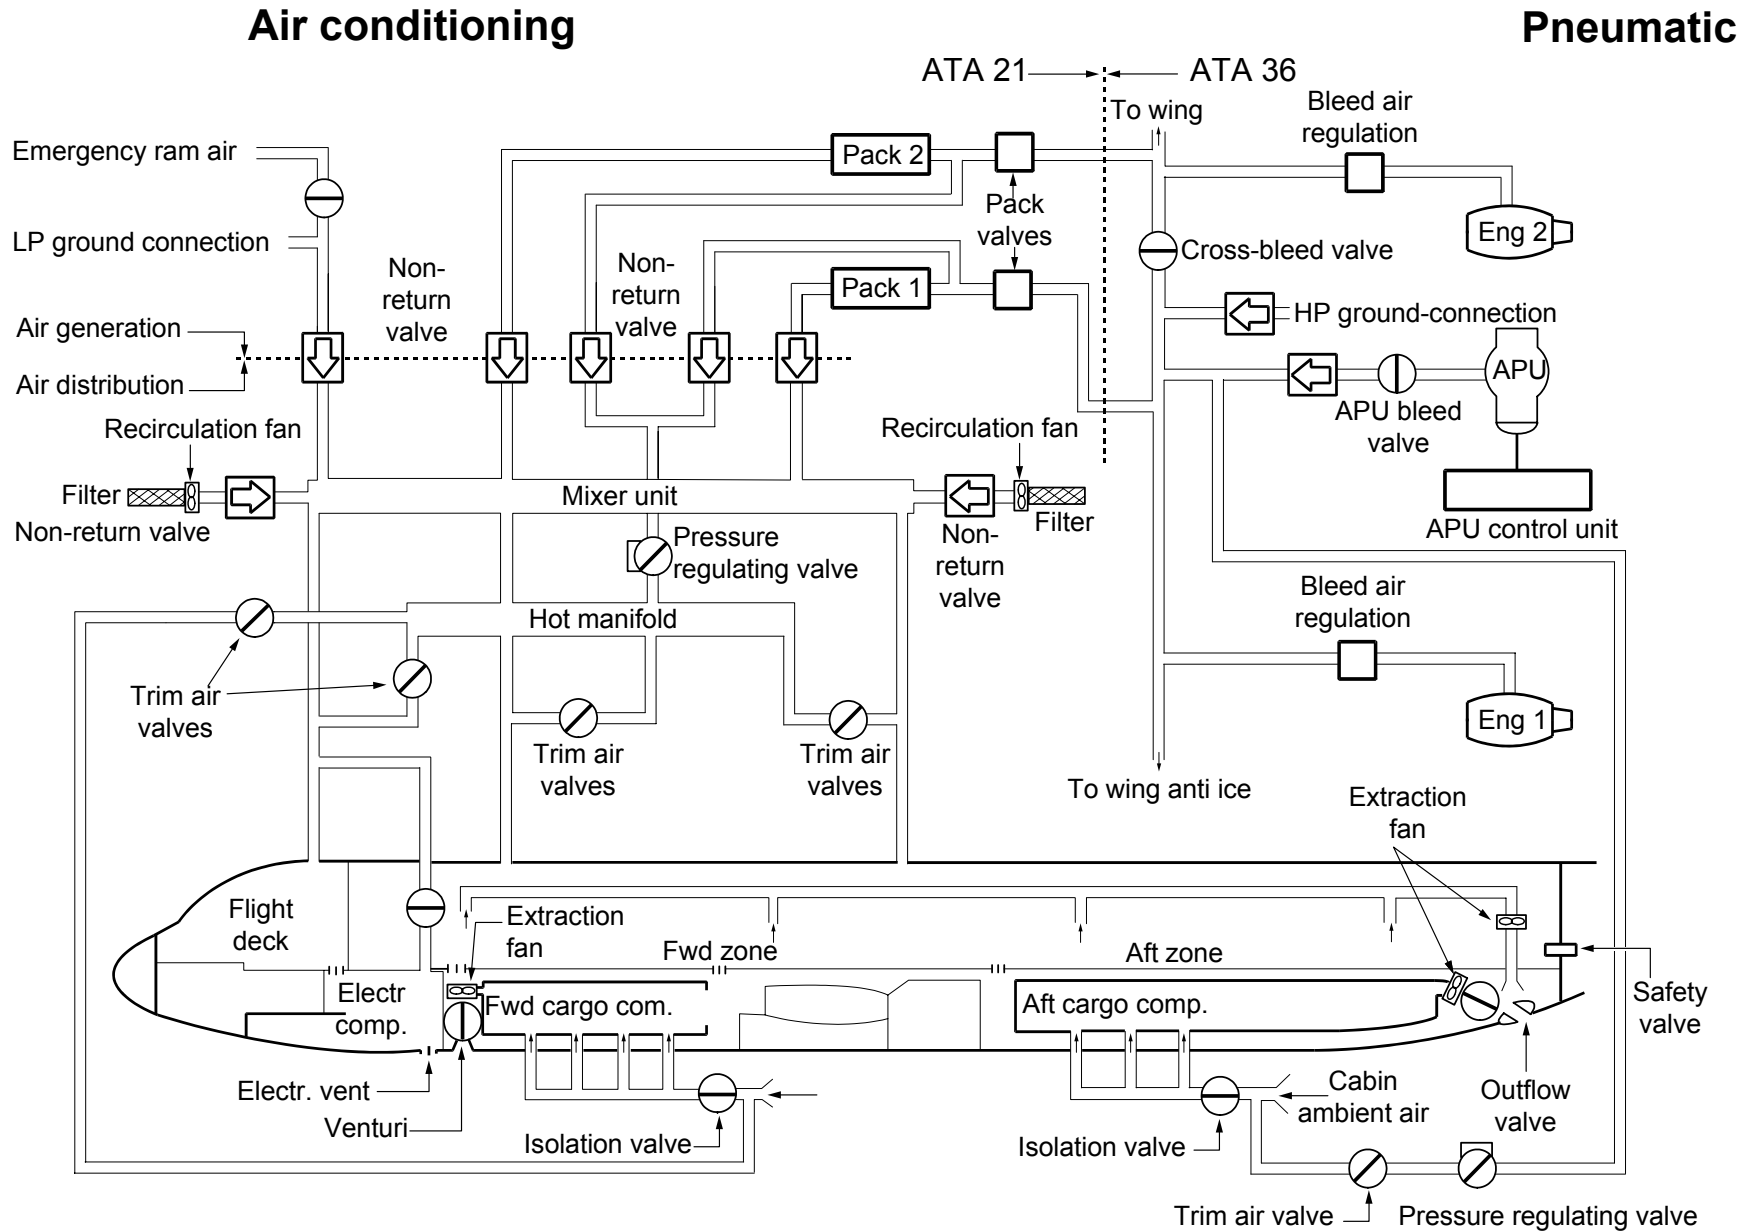 Air conditioning
Pneumatic
ATA 21
ATA 36
To wing
Bleed air
regulation
Emergency ram air
Pack 2
Pack
valves
Eng 2
LP ground connection
Non-
return
valve
Non-
return
valve
Cross-bleed valve
Pack 1
HP ground-connection
Air generation
Air distribution
APU
APU bleed
valve
Recirculation fan
Recirculation fan
Filter
Non-return valve
Mixer unit
Filter
Non-
return
valve
APU control unit
Pressure
regulating valve
Bleed air
regulation
Hot manifold
Trim air
valves
Trim air
valves
Trim air
valves
Eng 1
To wing anti ice
Extraction
fan
Flight
deck
Extraction
fan
Fwd zone
Aft zone
Electr
comp.
Fwd cargo com.
Aft cargo comp.
Safety
valve
Electr. vent
Venturi
Isolation valve
Isolation valve
Cabin
ambient air
Outflow
valve
Trim air valve
Pressure regulating valve